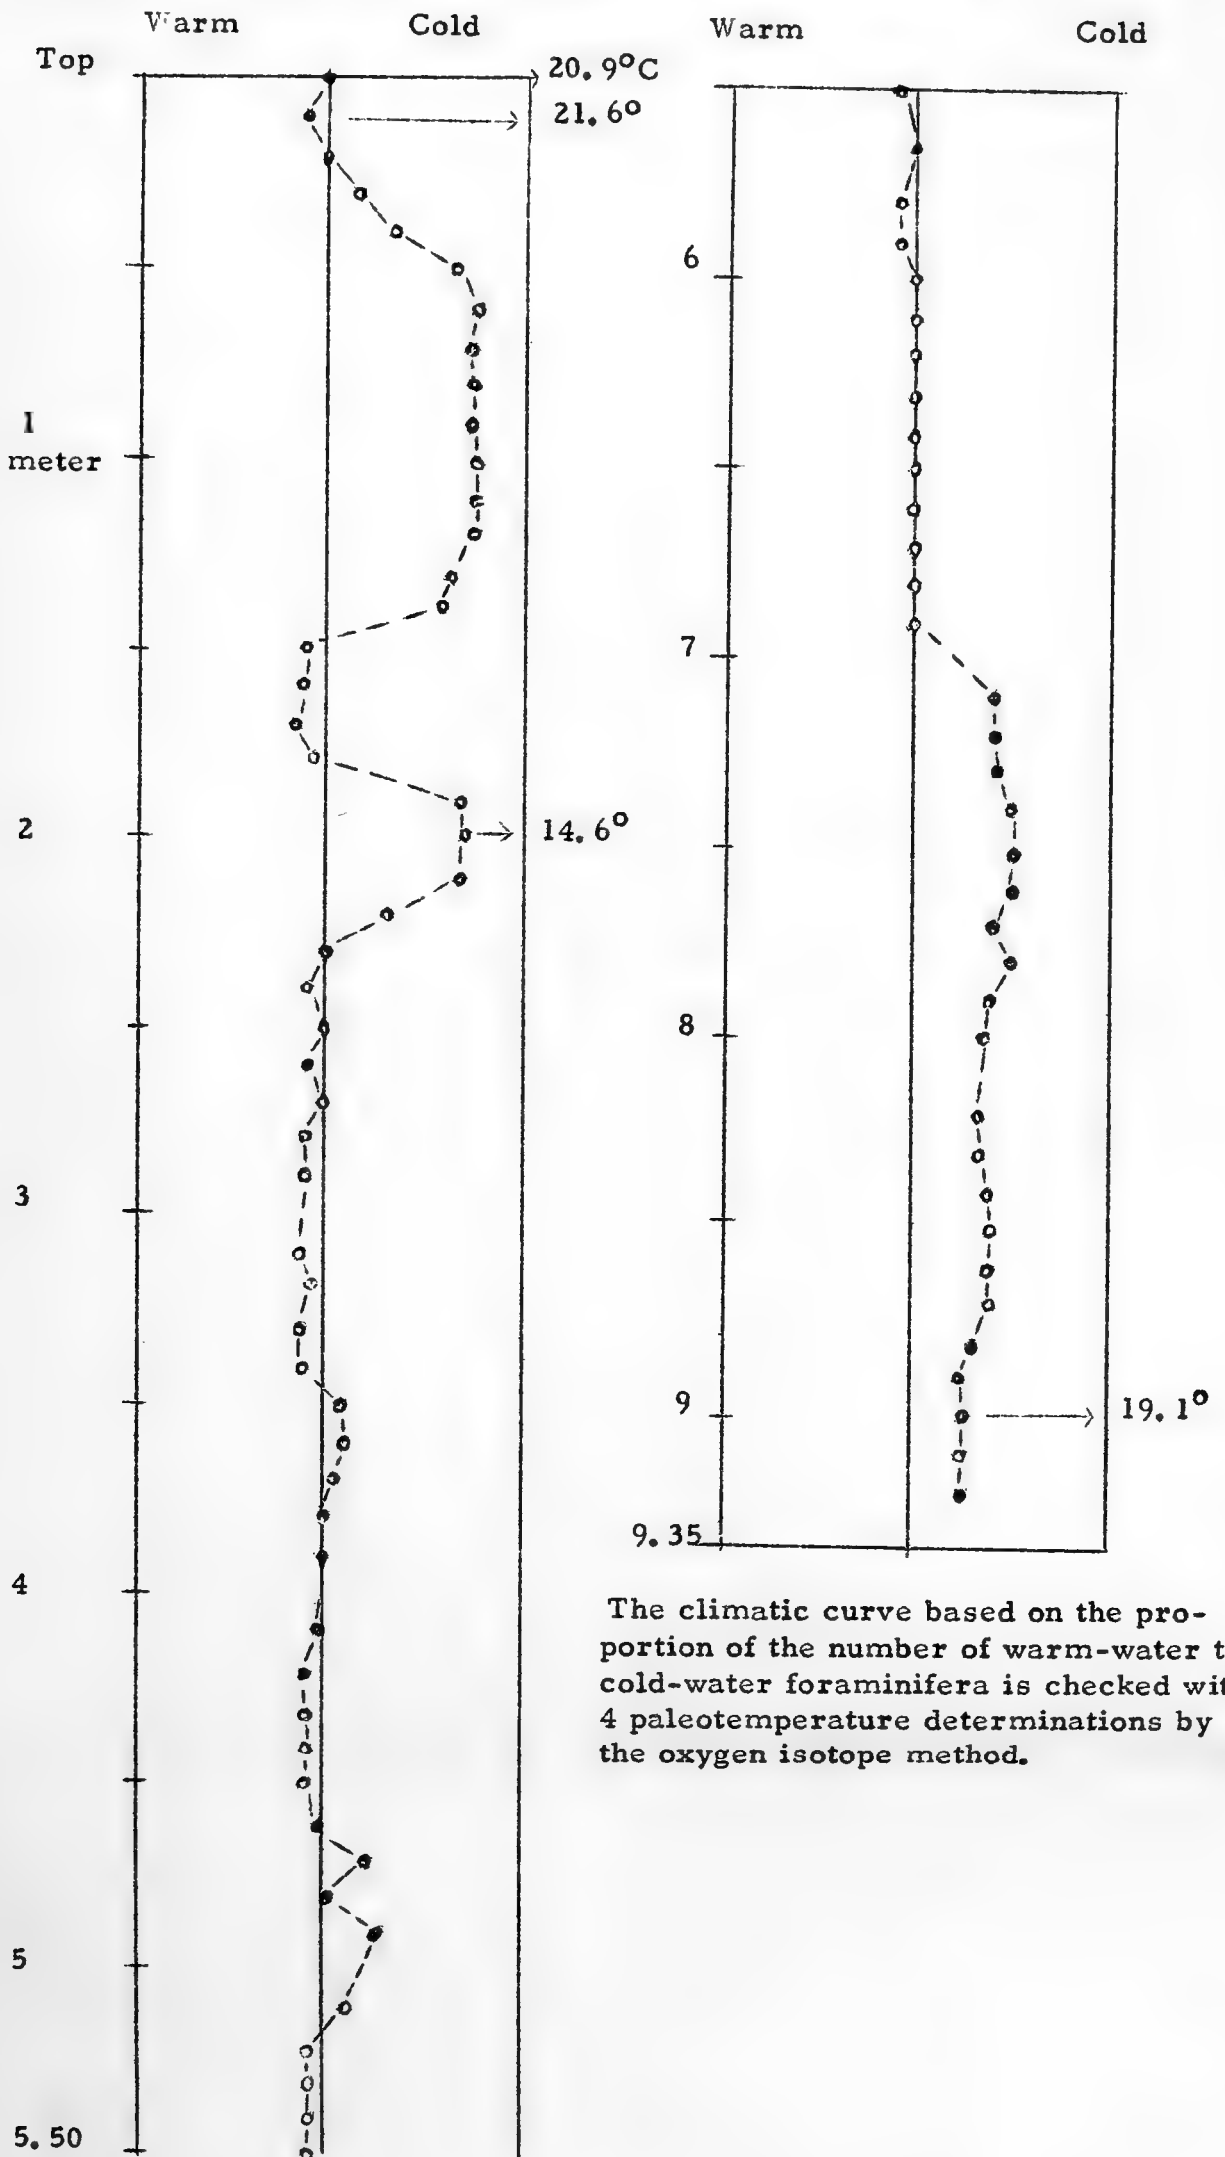 Warm Cold
Top
20.9°C
21.6°
1
meter
2
14.6°
3
4
5
5.50
Warm Cold
6
7
8
9
19.1°
9.35
The climatic curve based on the pro-
portion of the number of warm-water
cold-water foraminifera is checked
4 paleotemperature determinations by
the oxygen isotope method.